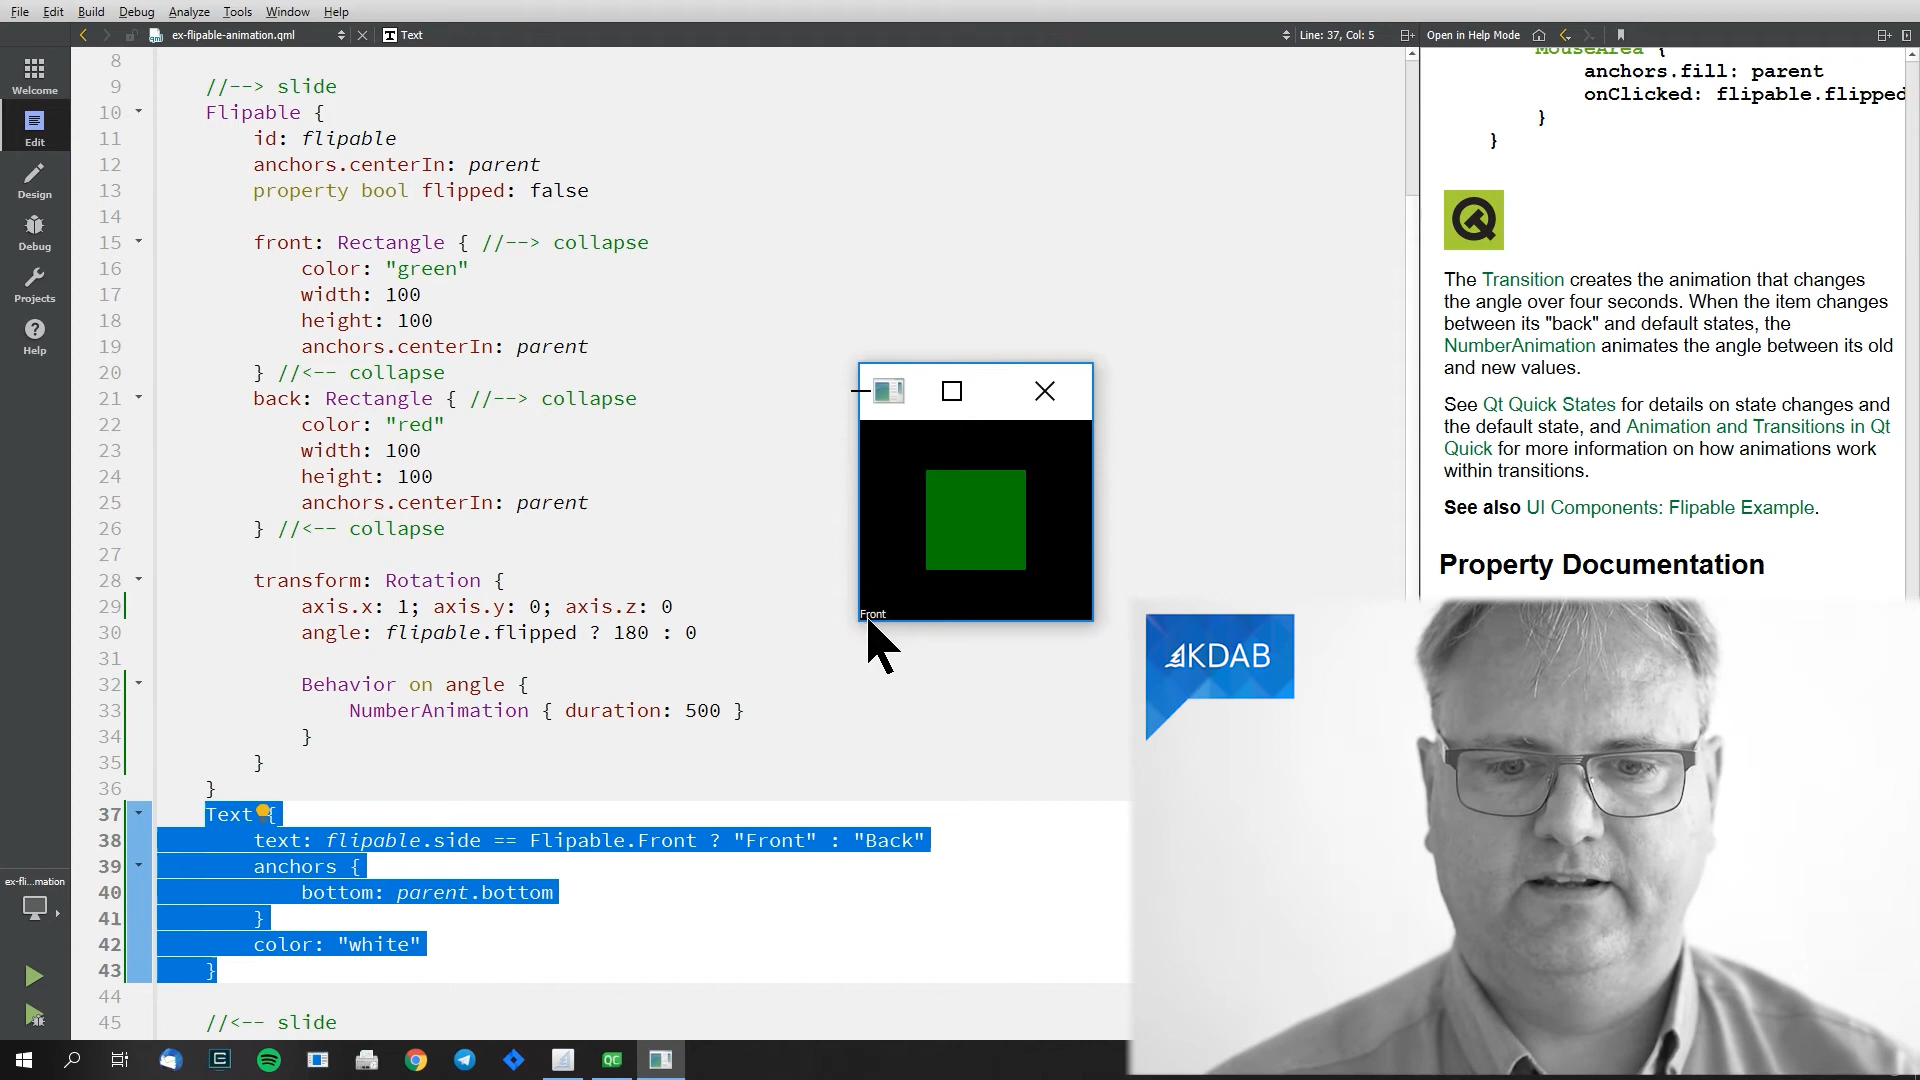 File Edit Build Debug Analyze Tools Window Help
ex-flipable-animation.qml
Text
Line: 37, Col: 5
Open in Help Mode
Welcome
Edit
Design
Debug
Projects
Help
ex-fli...mation
8
9 //--> slide
10 Flipable {
11 id: flipable
12 anchors.centerIn: parent
13 property bool flipped: false
14
15 front: Rectangle { //--> collapse
16 color: "green"
17 width: 100
18 height: 100
19 anchors.centerIn: parent
20 } //<-- collapse
21 back: Rectangle { //--> collapse
22 color: "red"
23 width: 100
24 height: 100
25 anchors.centerIn: parent
26 } //<-- collapse
27
28 transform: Rotation {
29 axis.x: 1; axis.y: 0; axis.z: 0
30 angle: flipable.flipped ? 180 : 0
31
32 Behavior on angle {
33 NumberAnimation { duration: 500 }
34 }
35 }
36 }
37 Text {
38 text: flipable.side == Flipable.Front ? "Front" : "Back"
39 anchors {
40 bottom: parent.bottom
41 }
42 color: "white"
43 }
44
45 //<-- slide
Front
MouseArea {
anchors.fill: parent
onClicked: flipable.flipped
}
}
The Transition creates the animation that changes
the angle over four seconds. When the item changes
between its "back" and default states, the
NumberAnimation animates the angle between its old
and new values.
See Qt Quick States for details on state changes and
the default state, and Animation and Transitions in Qt
Quick for more information on how animations work
within transitions.
See also UI Components: Flipable Example.
Property Documentation
KDAB
QC